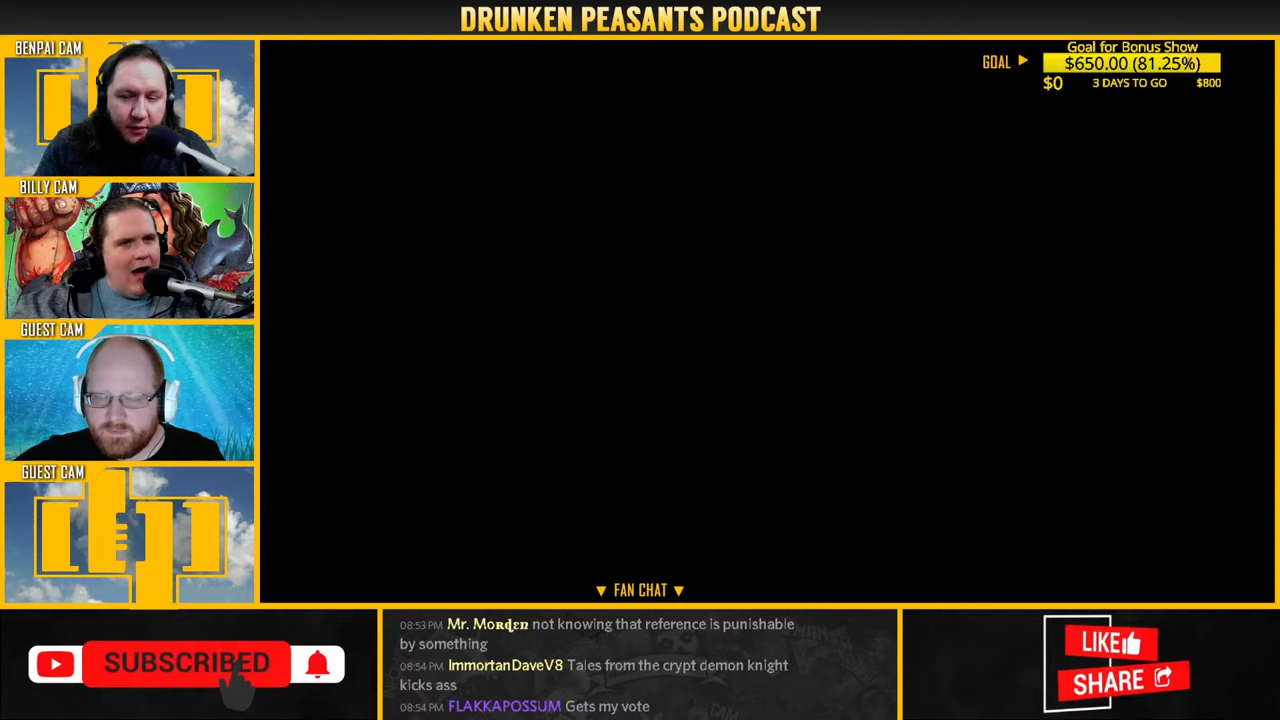 DRUNKEN PEASANTS PODCAST
BENPAI CAM
BILLY CAM
GUEST CAM
GUEST CAM
GOAL
Goal for Bonus Show
$650.00 (81.25%)
$0 3 DAYS TO GO $800
FAN CHAT
08:53 PM Mr. Morden not knowing that reference is punishable
by something
08:54 PM ImmortanDaveV8 Tales from the crypt demon knight
kicks ass
08:54 PM FLAKKAPOSSUM Gets my vote
SUBSCRIBED
LIKE
SHARE